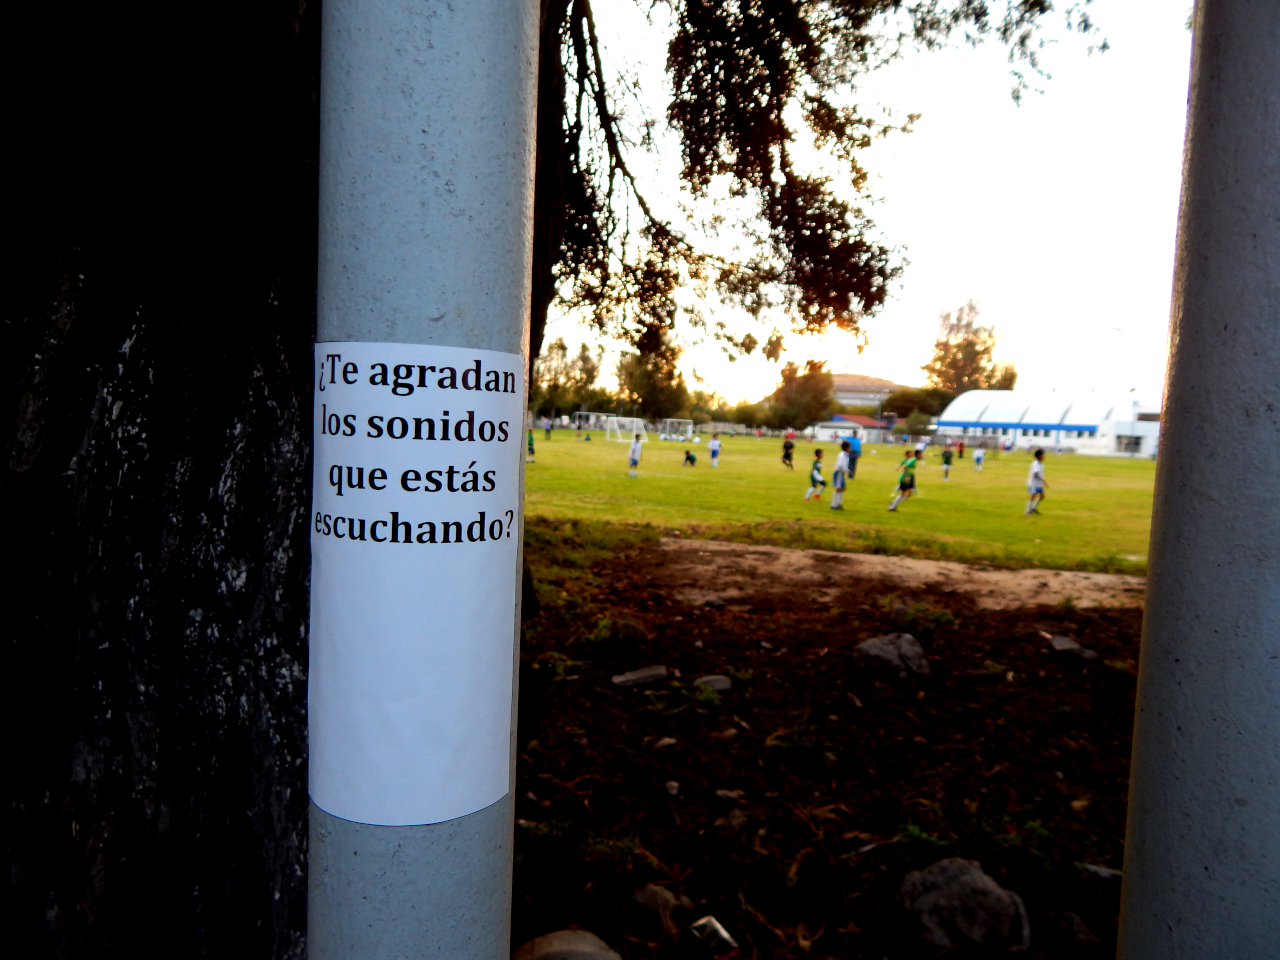 ¿Te agradan
los sonidos
que estás
escuchando?